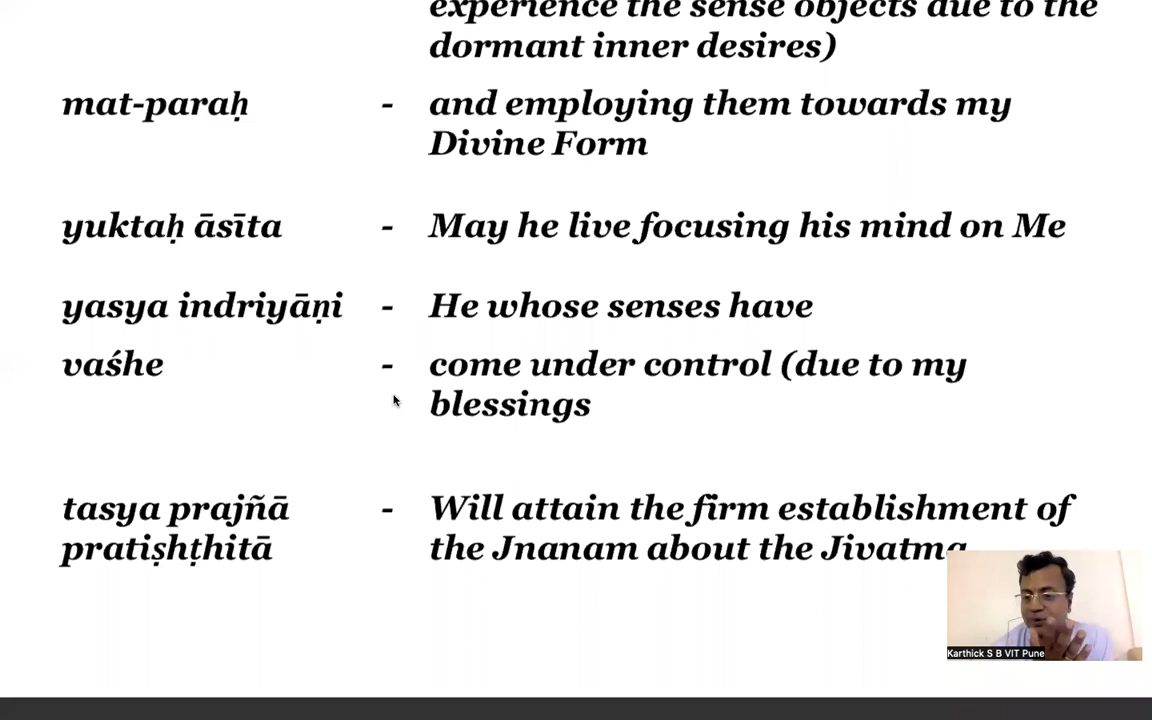 experience the sense objects due to the
dormant inner desires)
mat-paraḥ - and employing them towards my
Divine Form
yuktaḥ āsīta - May he live focusing his mind on Me
yasya indriyāṇi - He whose senses have
vaśhe - come under control (due to my
blessings
tasya prajñā - Will attain the firm establishment of
pratiṣhṭhitā the Jnanam about the Jivatma
Karthick S B VIT Pune